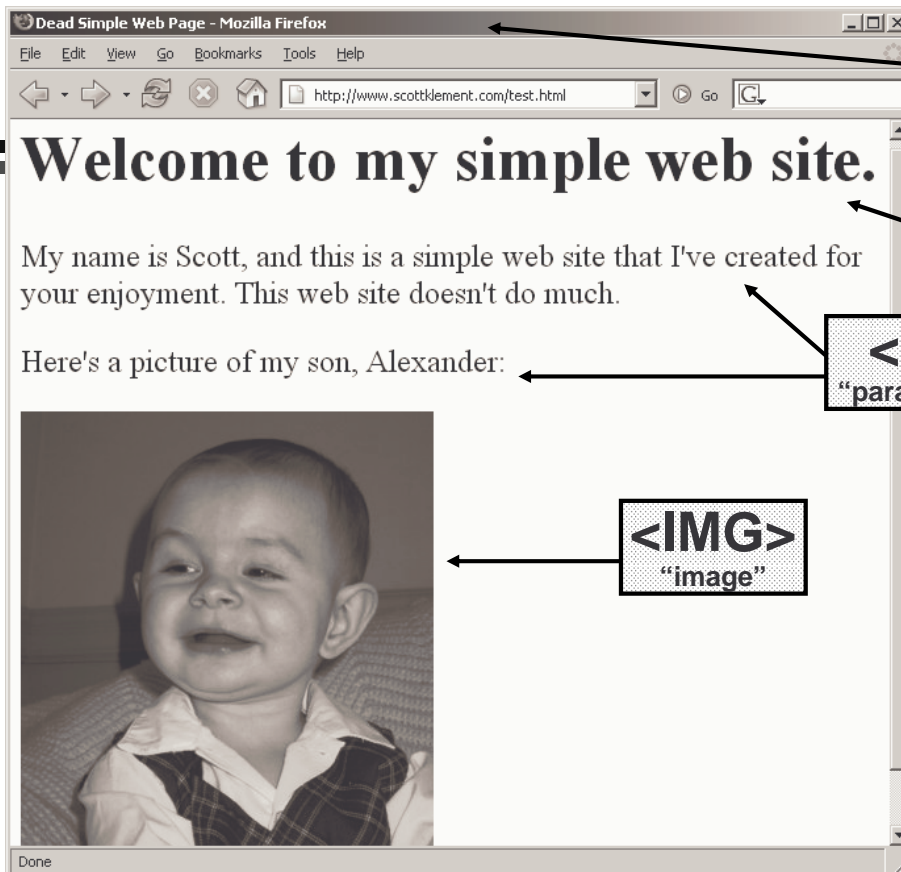 Dead Simple Web Page - Mozilla Firefox
File Edit View Go Bookmarks Tools Help
http://www.scottklement.com/test.html Go G
Welcome to my simple web site.
My name is Scott, and this is a simple web site that I've created for
your enjoyment. This web site doesn't do much.
Here's a picture of my son, Alexander:
<
"para
<IMG>
"image"
Done